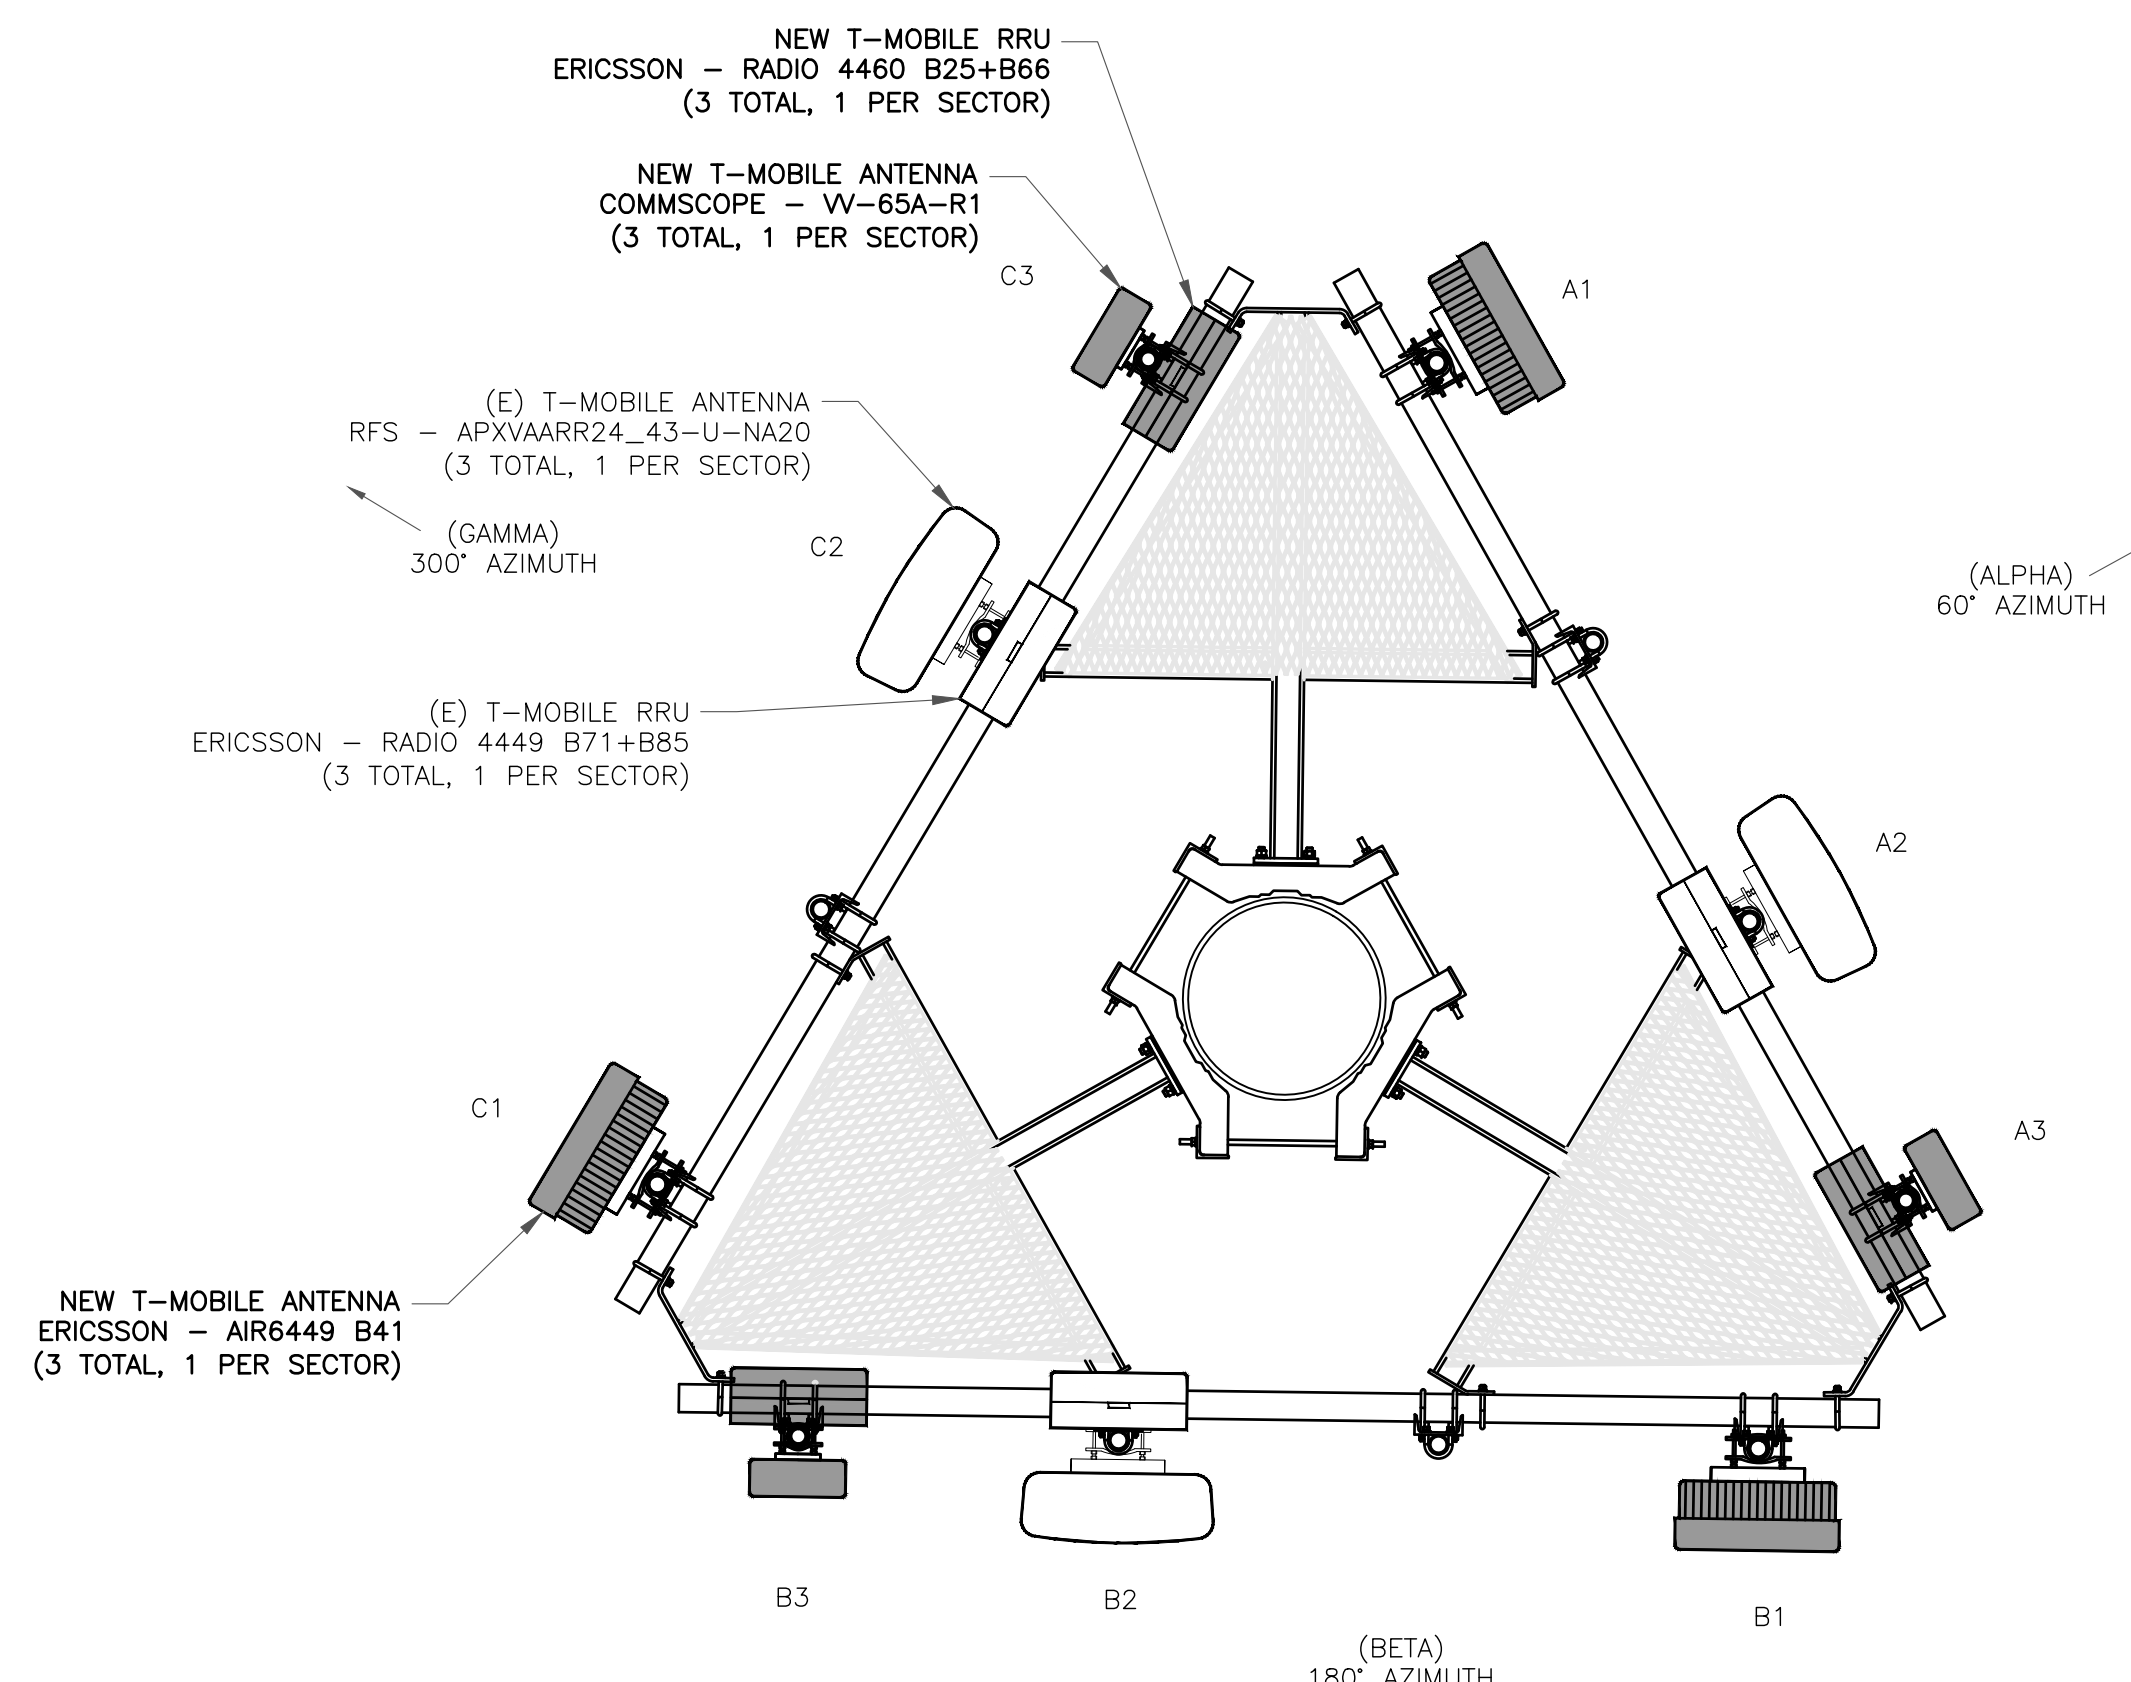 NEW T-MOBILE RRU
ERICSSON - RADIO 4460 B25+B66
(3 TOTAL, 1 PER SECTOR)
NEW T-MOBILE ANTENNA
COMMSCOPE - VV-65A-R1
(3 TOTAL, 1 PER SECTOR)
C3
A1
(E) T-MOBILE ANTENNA
RFS - APXVAARR24_43-U-NA20
(3 TOTAL, 1 PER SECTOR)
(GAMMA)
300° AZIMUTH
C2
(ALPHA)
60° AZIMUTH
(E) T-MOBILE RRU
ERICSSON - RADIO 4449 B71+B85
(3 TOTAL, 1 PER SECTOR)
A2
C1
A3
NEW T-MOBILE ANTENNA
ERICSSON - AIR6449 B41
(3 TOTAL, 1 PER SECTOR)
B3
B2
B1
(BETA)
180° AZIMUTH